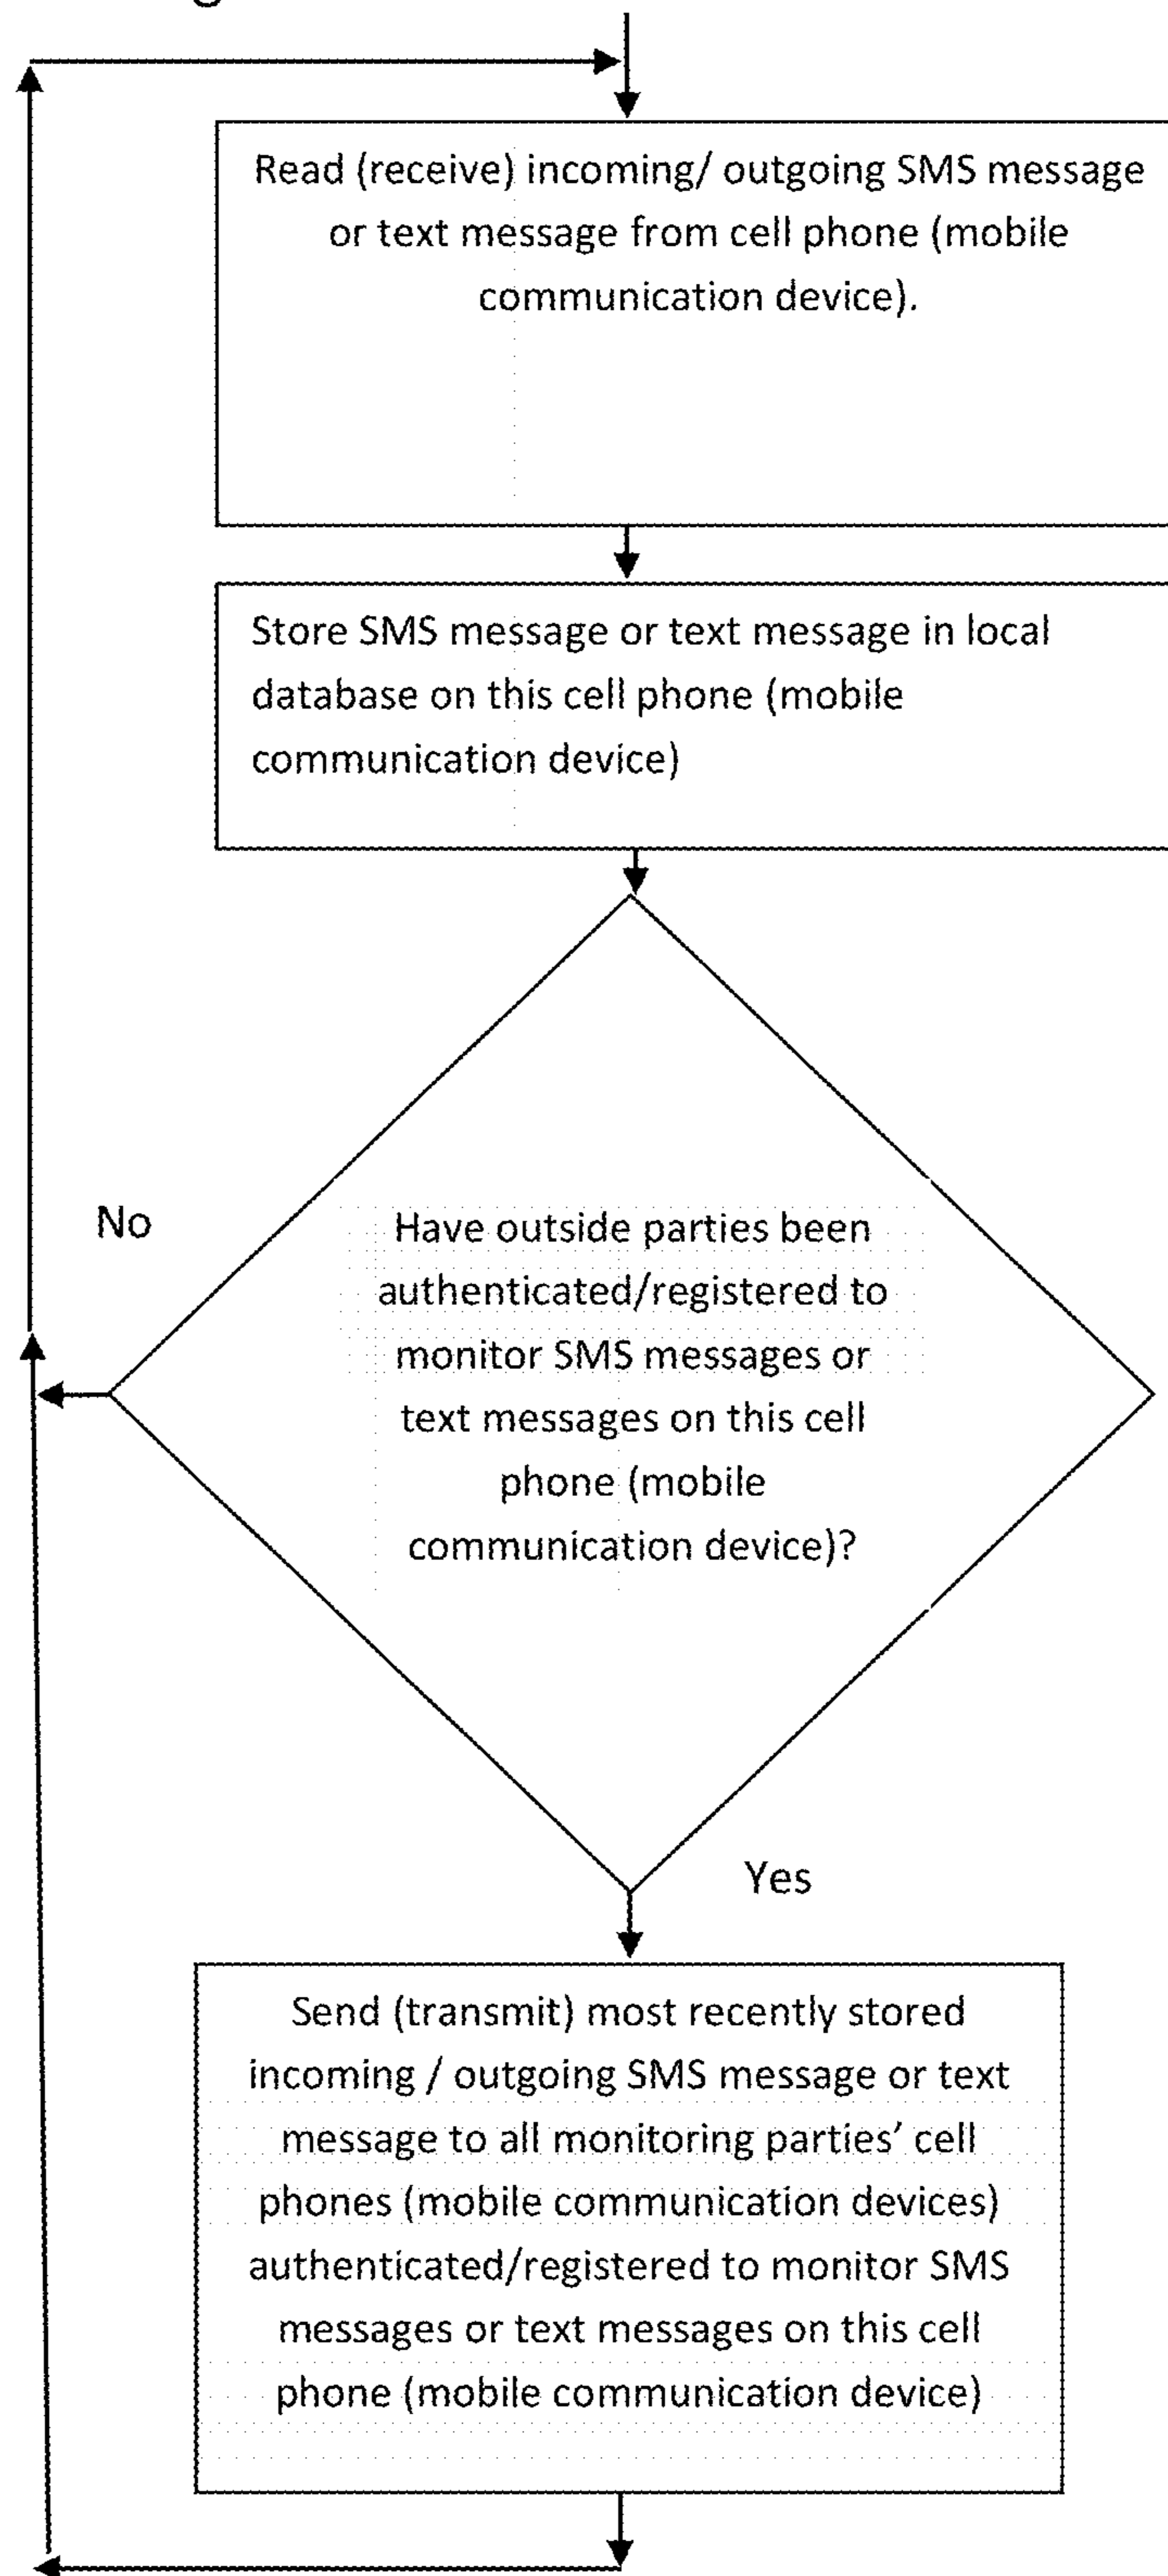 Read (receive) incoming/ outgoing SMS message
or text message from cell phone (mobile
communication device).
Store SMS message or text message in local
database on this cell phone (mobile
communication device)
No
Have outside parties been
authenticated/registered to
monitor SMS messages or
text messages on this cell
phone (mobile
communication device)?
Yes
Send (transmit) most recently stored
incoming / outgoing SMS message or text
message to all monitoring parties’ cell
phones (mobile communication devices)
authenticated/registered to monitor SMS
messages or text messages on this cell
phone (mobile communication device)